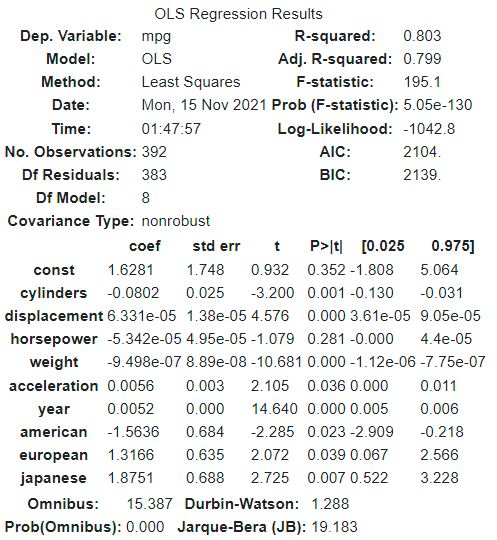 OLS Regression Results
Dep. Variable: mpg R-squared: 0.803
Model: OLS Adj. R-squared: 0.799
Method: Least Squares F-statistic: 195.1
Date: Mon, 15 Nov 2021 Prob (F-statistic): 5.05e-130
Time: 01:47:57 Log-Likelihood: -1042.8
No. Observations: 392 AIC: 2104.
Df Residuals: 383 BIC: 2139.
Df Model: 8
Covariance Type: nonrobust
coef std err t P>|t| [0.025 0.975]
const 1.6281 1.748 0.932 0.352 -1.808 5.064
cylinders -0.0802 0.025 -3.200 0.001 -0.130 -0.031
displacement 6.331e-05 1.38e-05 4.576 0.000 3.61e-05 9.05e-05
horsepower -5.342e-05 4.95e-05 -1.079 0.281 -0.000 4.4e-05
weight -9.498e-07 8.89e-08 -10.681 0.000 -1.12e-06 -7.75e-07
acceleration 0.0056 0.003 2.105 0.036 0.000 0.011
year 0.0052 0.000 14.640 0.000 0.005 0.006
american -1.5636 0.684 -2.285 0.023 -2.909 -0.218
european 1.3166 0.635 2.072 0.039 0.067 2.566
japanese 1.8751 0.688 2.725 0.007 0.522 3.228
Omnibus: 15.387 Durbin-Watson: 1.288
Prob(Omnibus): 0.000 Jarque-Bera (JB): 19.183